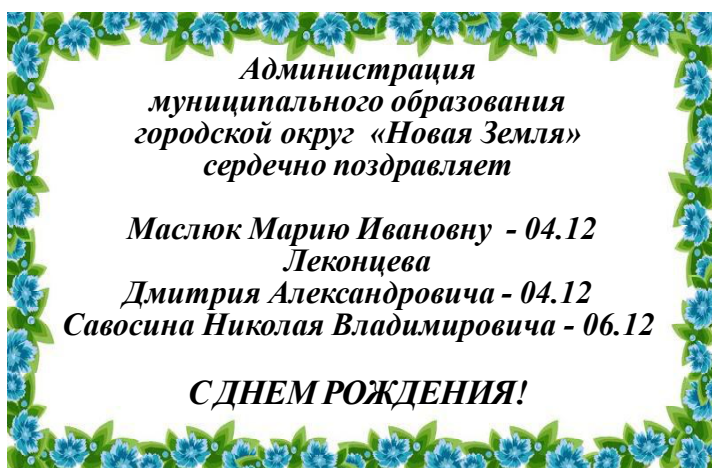 Администрация
муниципального образования
городской округ «Новая Земля»
сердечно поздравляет
Маслюк Марию Ивановну - 04.12
Леконцева
Дмитрия Александровича - 04.12
Савосина Николая Владимировича - 06.12
С ДНЕМ РОЖДЕНИЯ!